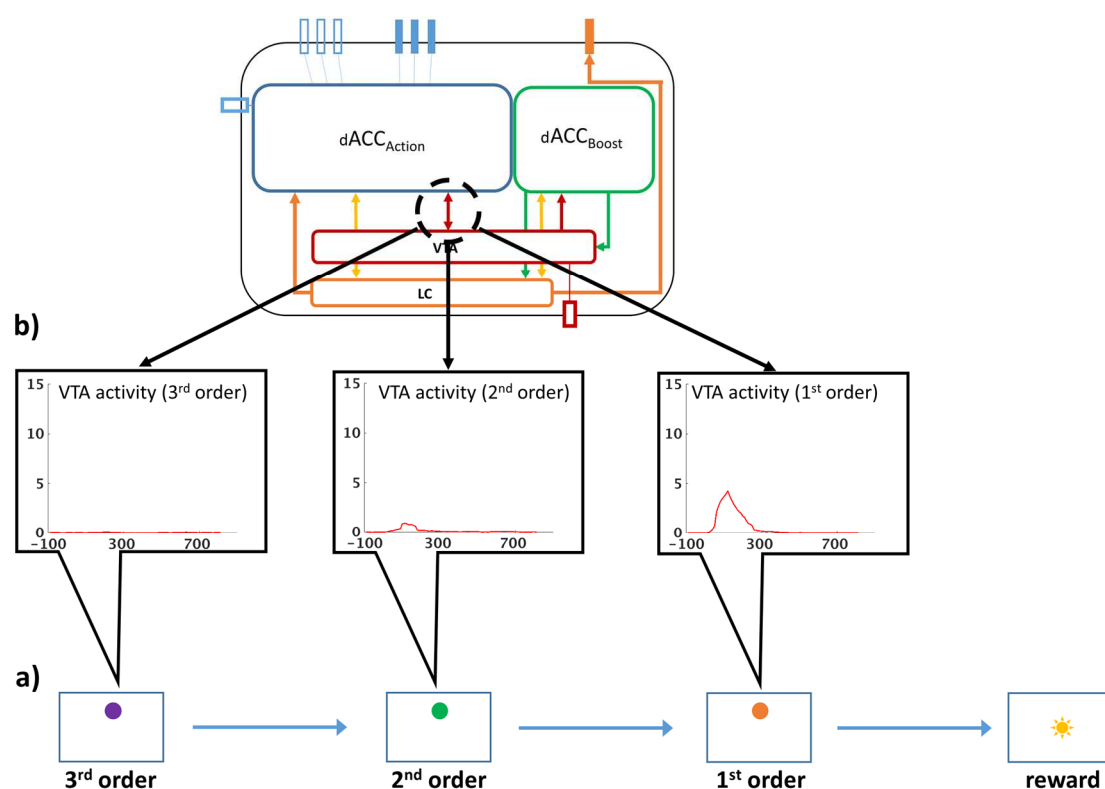 dACC_Action
dACC_Boost
VTA
LC
b)
VTA activity (3rd order)
15
10
5
0
−100 300 700
VTA activity (2nd order)
15
10
5
0
−100 300 700
VTA activity (1st order)
15
10
5
0
−100 300 700
a)
3rd order
2nd order
1st order
reward